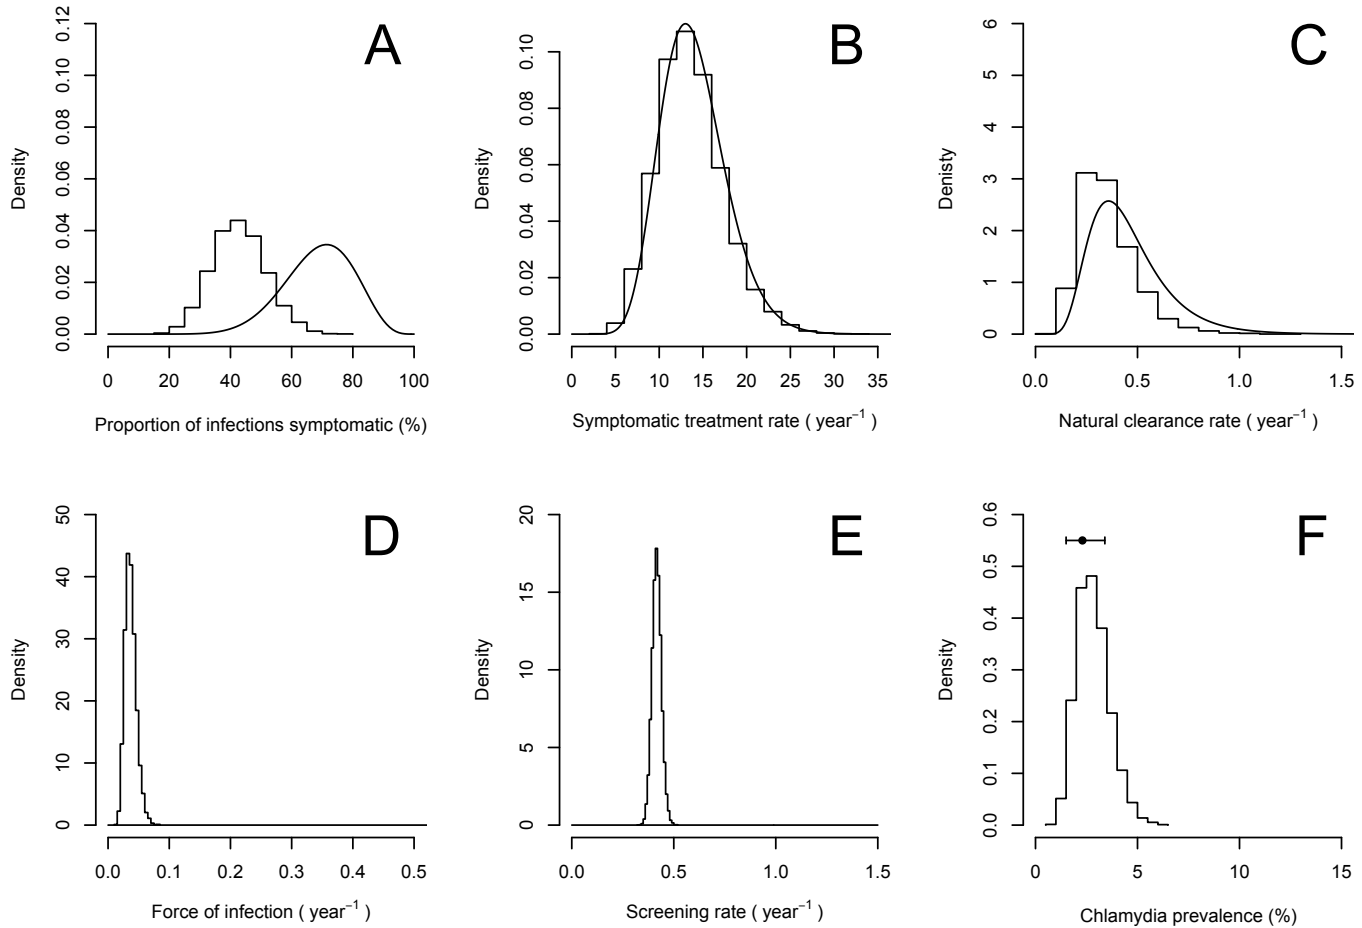 A
Density
0.00 0.02 0.04 0.06 0.08 0.10 0.12
0 20 40 60 80 100
Proportion of infections symptomatic (%)
B
Density
0.00 0.02 0.04 0.06 0.08 0.10
0 5 10 15 20 25 30 35
Symptomatic treatment rate ( year⁻¹ )
C
Denisty
0 1 2 3 4 5 6
0.0 0.5 1.0 1.5
Natural clearance rate ( year⁻¹ )
D
Density
0 10 20 30 40 50
0.0 0.1 0.2 0.3 0.4 0.5
Force of infection ( year⁻¹ )
E
Density
0 5 10 15 20
0.0 0.5 1.0 1.5
Screening rate ( year⁻¹ )
F
Density
0.0 0.1 0.2 0.3 0.4 0.5 0.6
0 5 10 15
Chlamydia prevalence (%)